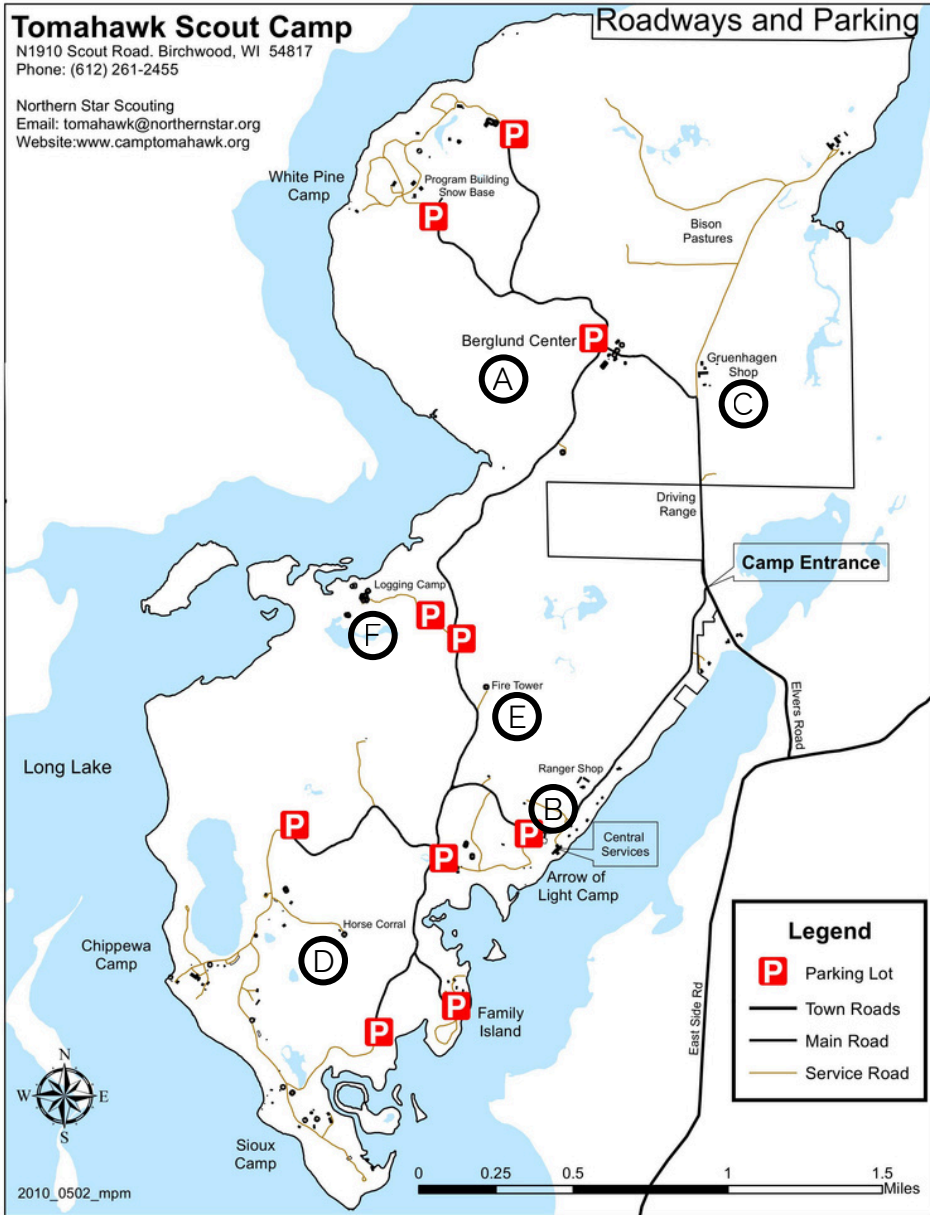 Tomahawk Scout Camp
N1910 Scout Road. Birchwood, WI 54817
Phone: (612) 261-2455
Northern Star Scouting
Email: tomahawk@northernstar.org
Website:www.camptomahawk.org
Roadways and Parking
P
White Pine
Camp
Program Building
Snow Base
P
Bison
Pastures
Berglund Center
P
Gruenhagen
Shop
A
C
Driving
Range
Camp Entrance
Logging Camp
P
P
F
Fire Tower
E
Elvers Road
Long Lake
Ranger Shop
B
P
P
P
Central
Services
Arrow of
Light Camp
Horse Corral
D
Chippewa
Camp
P
Family
Island
P
East Side Rd
Legend
P
Parking Lot
Town Roads
Main Road
Service Road
N
W
E
S
Sioux
Camp
0
0.25
0.5
1
1.5
Miles
2010_0502_mpm